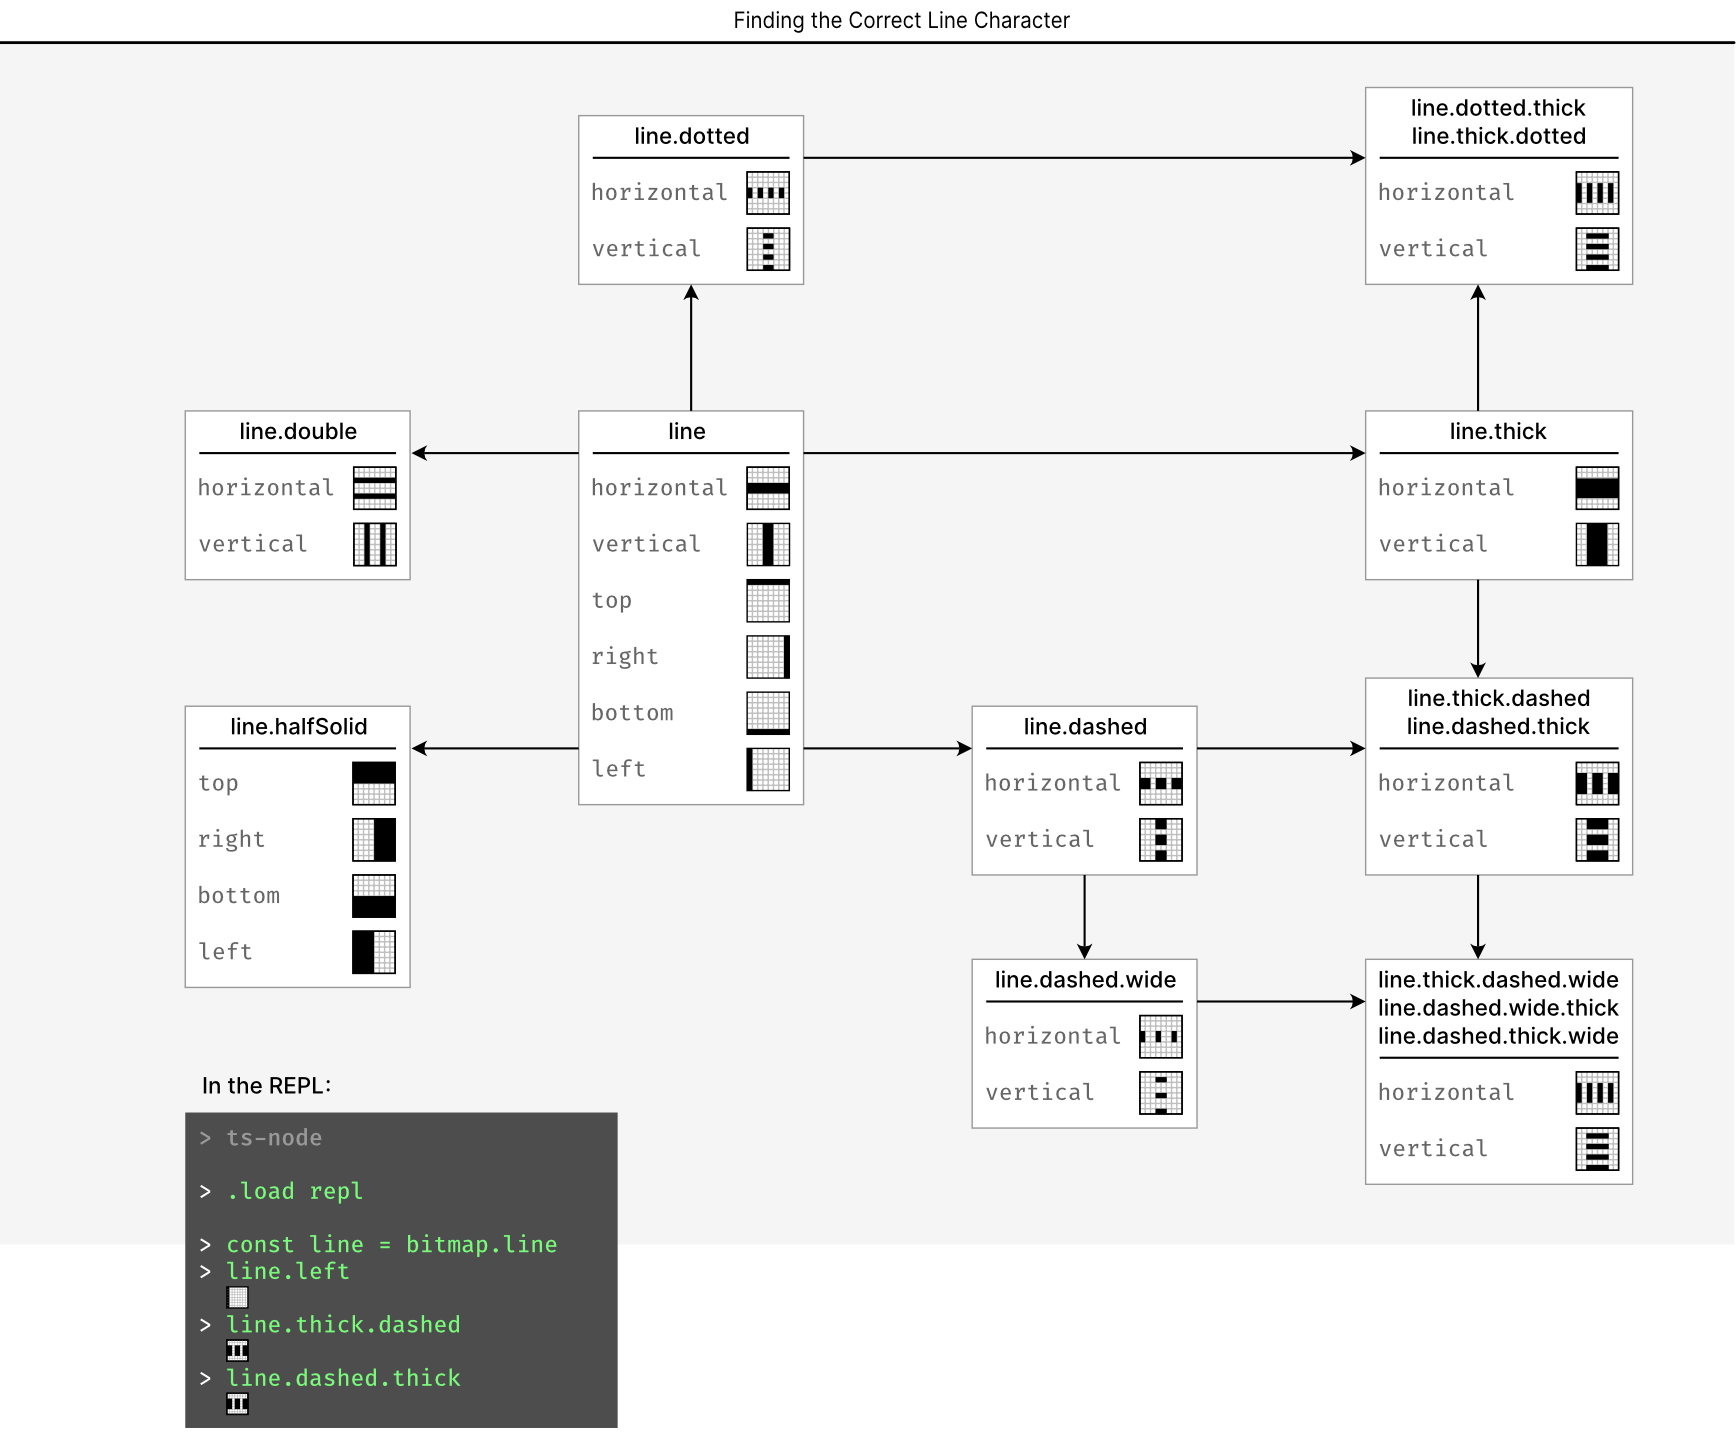 Finding the Correct Line Character
line.dotted
horizontal
vertical
line.dotted.thick
line.thick.dotted
horizontal
vertical
line.double
horizontal
vertical
line
horizontal
vertical
top
right
bottom
left
line.thick
horizontal
vertical
line.halfSolid
top
right
bottom
left
line.dashed
horizontal
vertical
line.thick.dashed
line.dashed.thick
horizontal
vertical
line.dashed.wide
horizontal
vertical
line.thick.dashed.wide
line.dashed.wide.thick
line.dashed.thick.wide
horizontal
vertical
In the REPL:
> ts-node
> .load repl
> const line = bitmap.line
> line.left
> line.thick.dashed
> line.dashed.thick